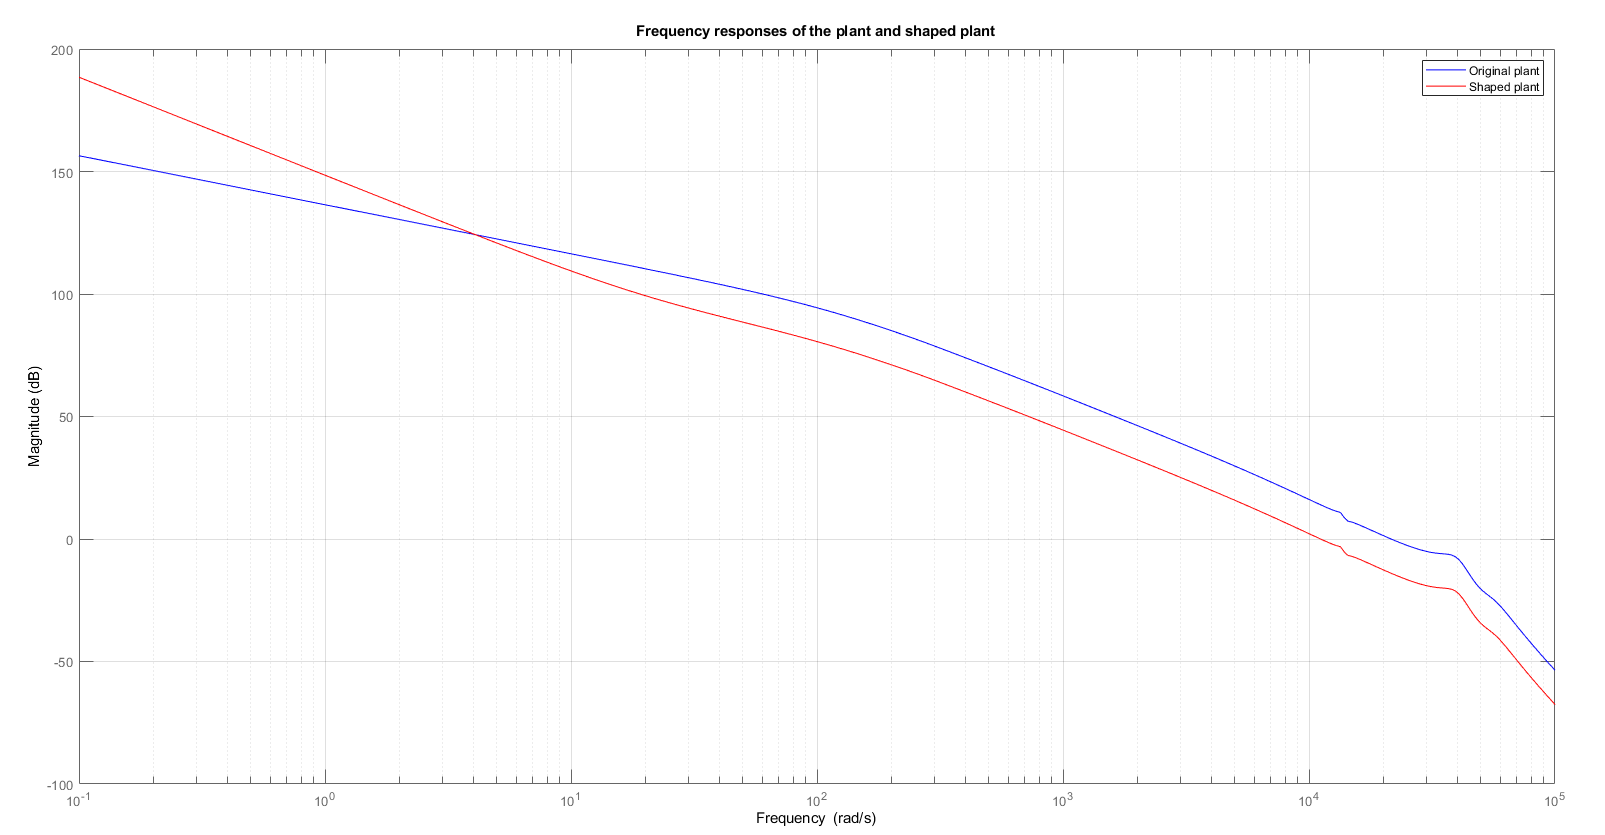 Frequency responses of the plant and shaped plant
Original plant
Shaped plant
Magnitude (dB)
200
150
100
50
0
-50
-100
10^-1
10^0
10^1
10^2
10^3
10^4
10^5
Frequency (rad/s)